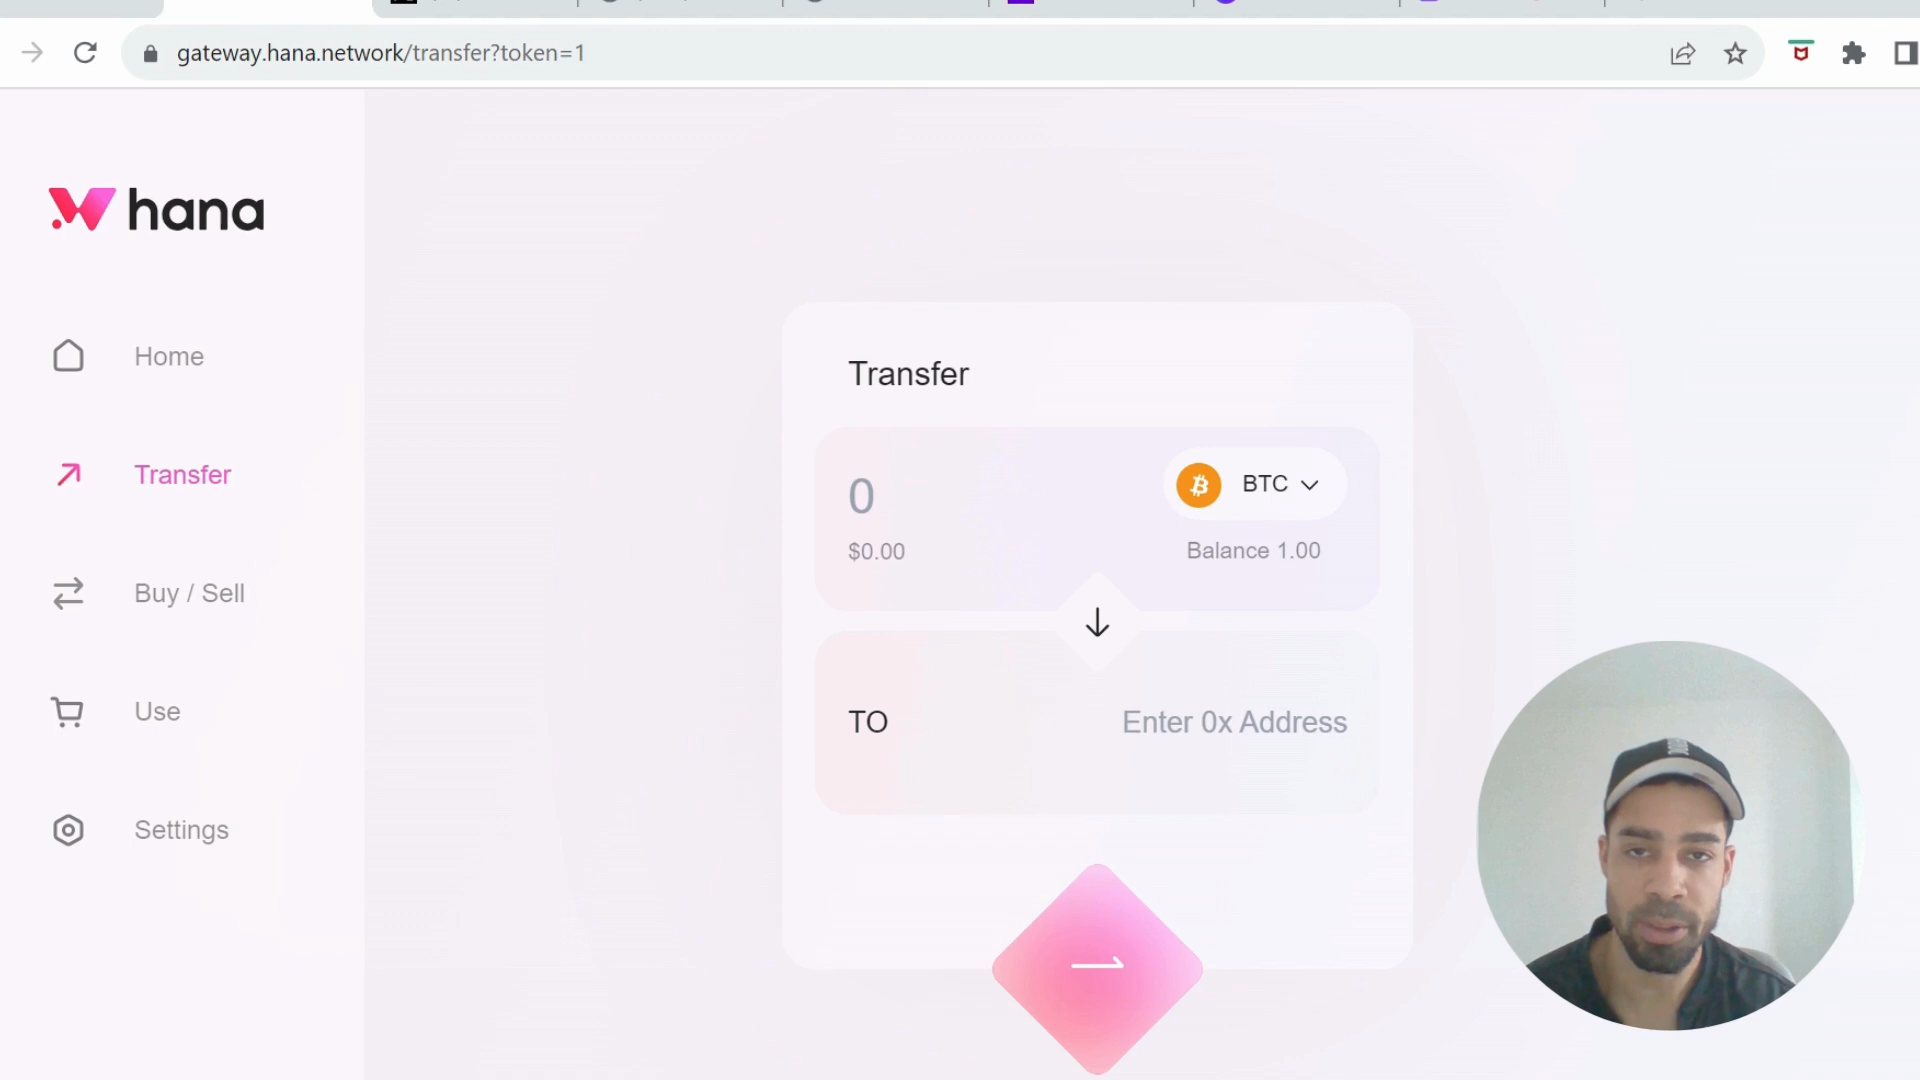 gateway.hana.network/transfer?token=1
hana
Home
Transfer
Buy / Sell
Use
Settings
Transfer
0
BTC
$0.00
Balance 1.00
TO
Enter 0x Address